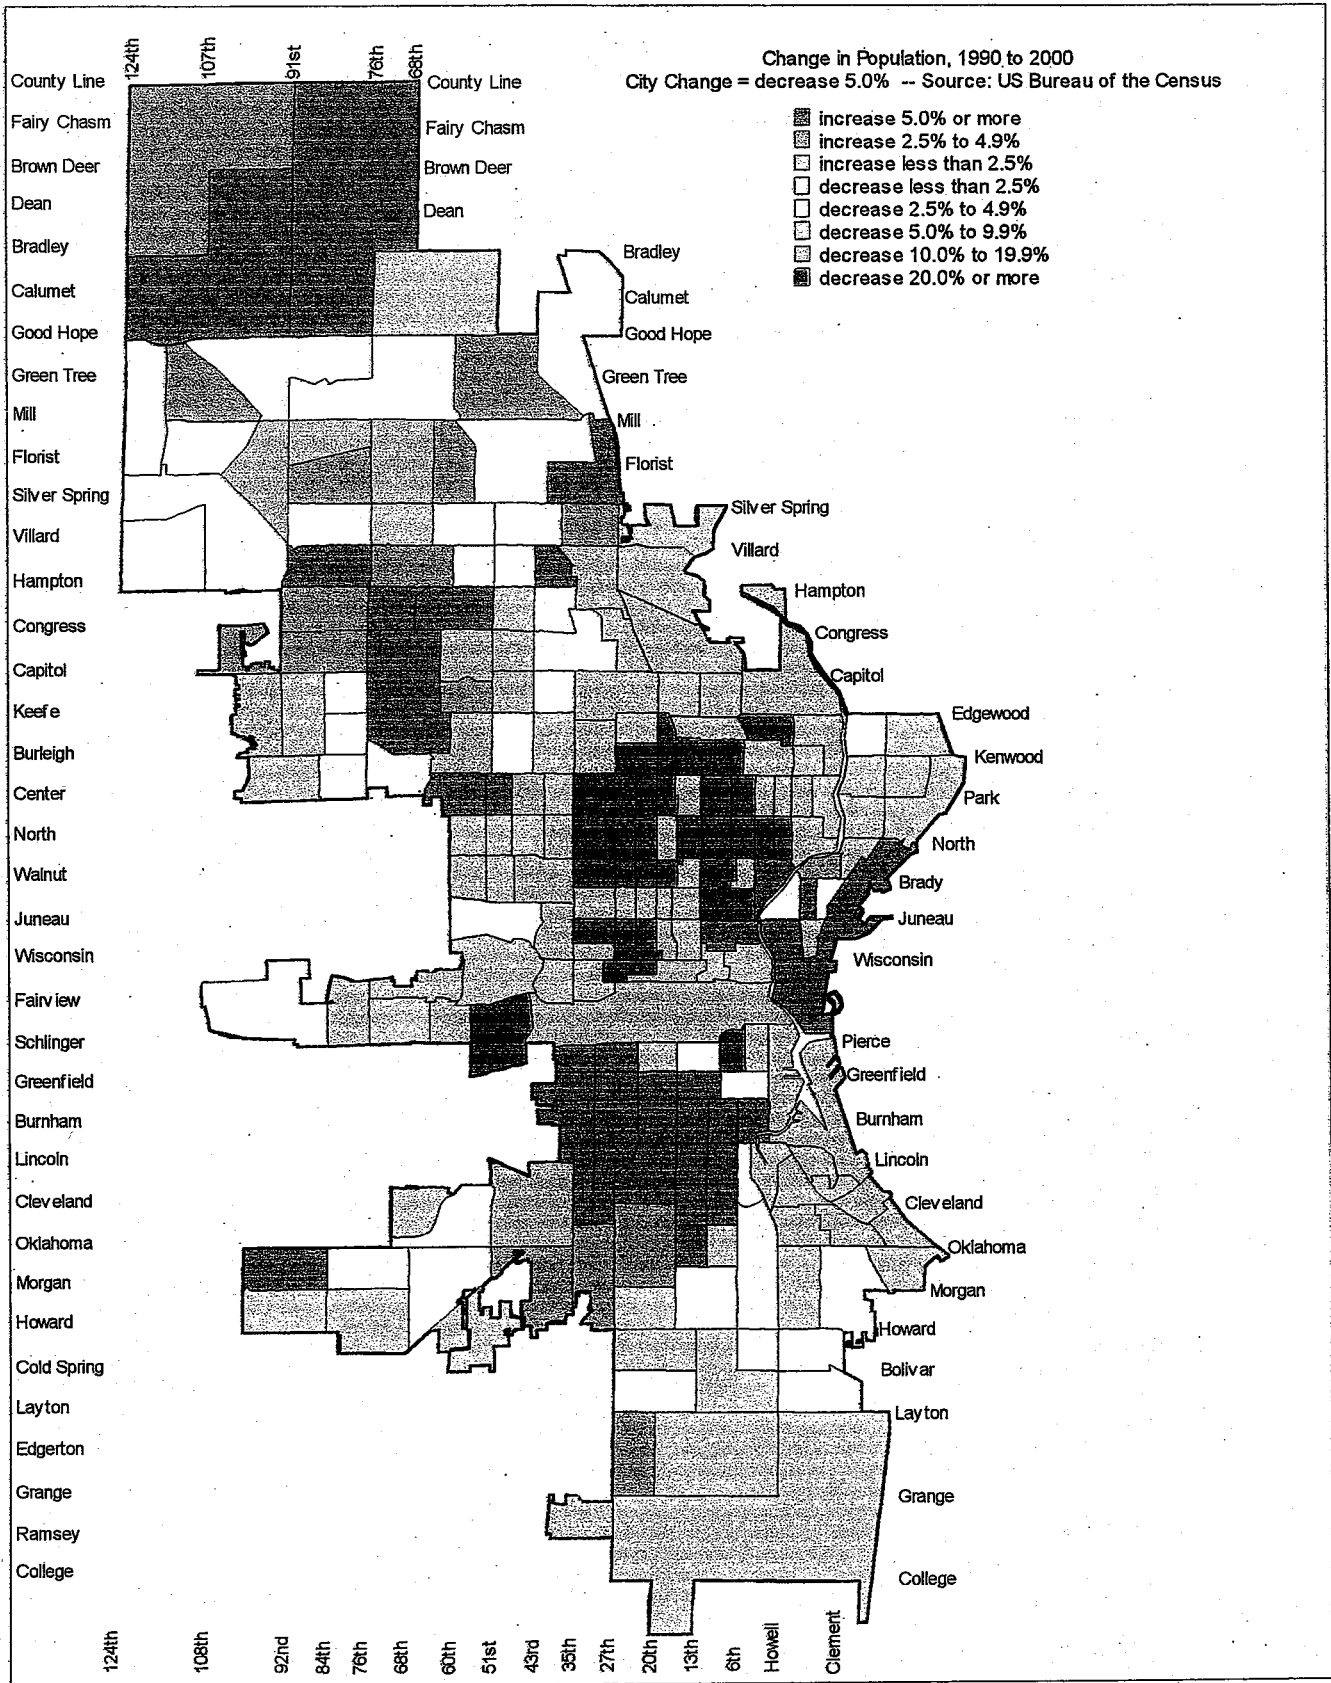 Change in Population, 1990 to 2000
City Change = decrease 5.0% -- Source: US Bureau of the Census
increase 5.0% or more
increase 2.5% to 4.9%
increase less than 2.5%
decrease less than 2.5%
decrease 2.5% to 4.9%
decrease 5.0% to 9.9%
decrease 10.0% to 19.9%
decrease 20.0% or more
124th
107th
91st
76th
68th
County Line
Fairy Chasm
Brown Deer
Dean
Bradley
Calumet
Good Hope
Green Tree
Mill
Florist
Silver Spring
Villard
Hampton
Congress
Capitol
Keefe
Burleigh
Center
North
Walnut
Juneau
Wisconsin
Fairview
Schlinger
Greenfield
Burnham
Lincoln
Cleveland
Oklahoma
Morgan
Howard
Cold Spring
Layton
Edgerton
Grange
Ramsey
College
County Line
Fairy Chasm
Brown Deer
Dean
Bradley
Calumet
Good Hope
Green Tree
Mill
Florist
Silver Spring
Villard
Hampton
Congress
Capitol
Edgewood
Kenwood
Park
North
Brady
Juneau
Wisconsin
Pierce
Greenfield
Burnham
Lincoln
Cleveland
Oklahoma
Morgan
Howard
Bolivar
Layton
Grange
College
124th
108th
92nd
84th
76th
68th
60th
51st
43rd
35th
27th
20th
13th
6th
Howell
Clement